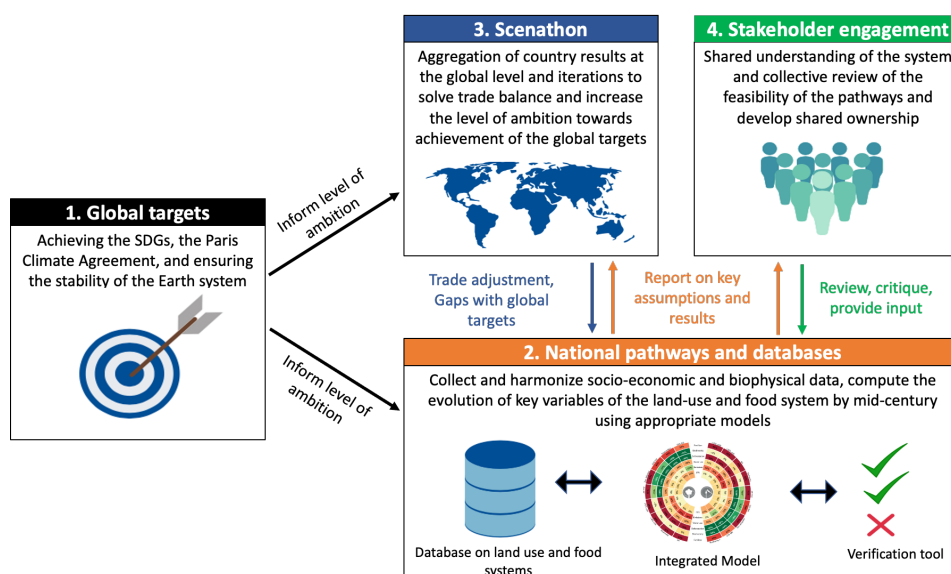 1. Global targets
Achieving the SDGs, the Paris
Climate Agreement, and ensuring
the stability of the Earth system
Inform level of
ambition
Inform level of
ambition
3. Scenathon
Aggregation of country results at
the global level and iterations to
solve trade balance and increase
the level of ambition towards
achievement of the global targets
4. Stakeholder engagement
Shared understanding of the system
and collective review of the
feasibility of the pathways and
develop shared ownership
Trade adjustment,
Gaps with global
targets
Report on key
assumptions and
results
Review, critique,
provide input
2. National pathways and databases
Collect and harmonize socio-economic and biophysical data, compute the
evolution of key variables of the land-use and food system by mid-century
using appropriate models
Database on land use and food
systems
Integrated Model
Verification tool